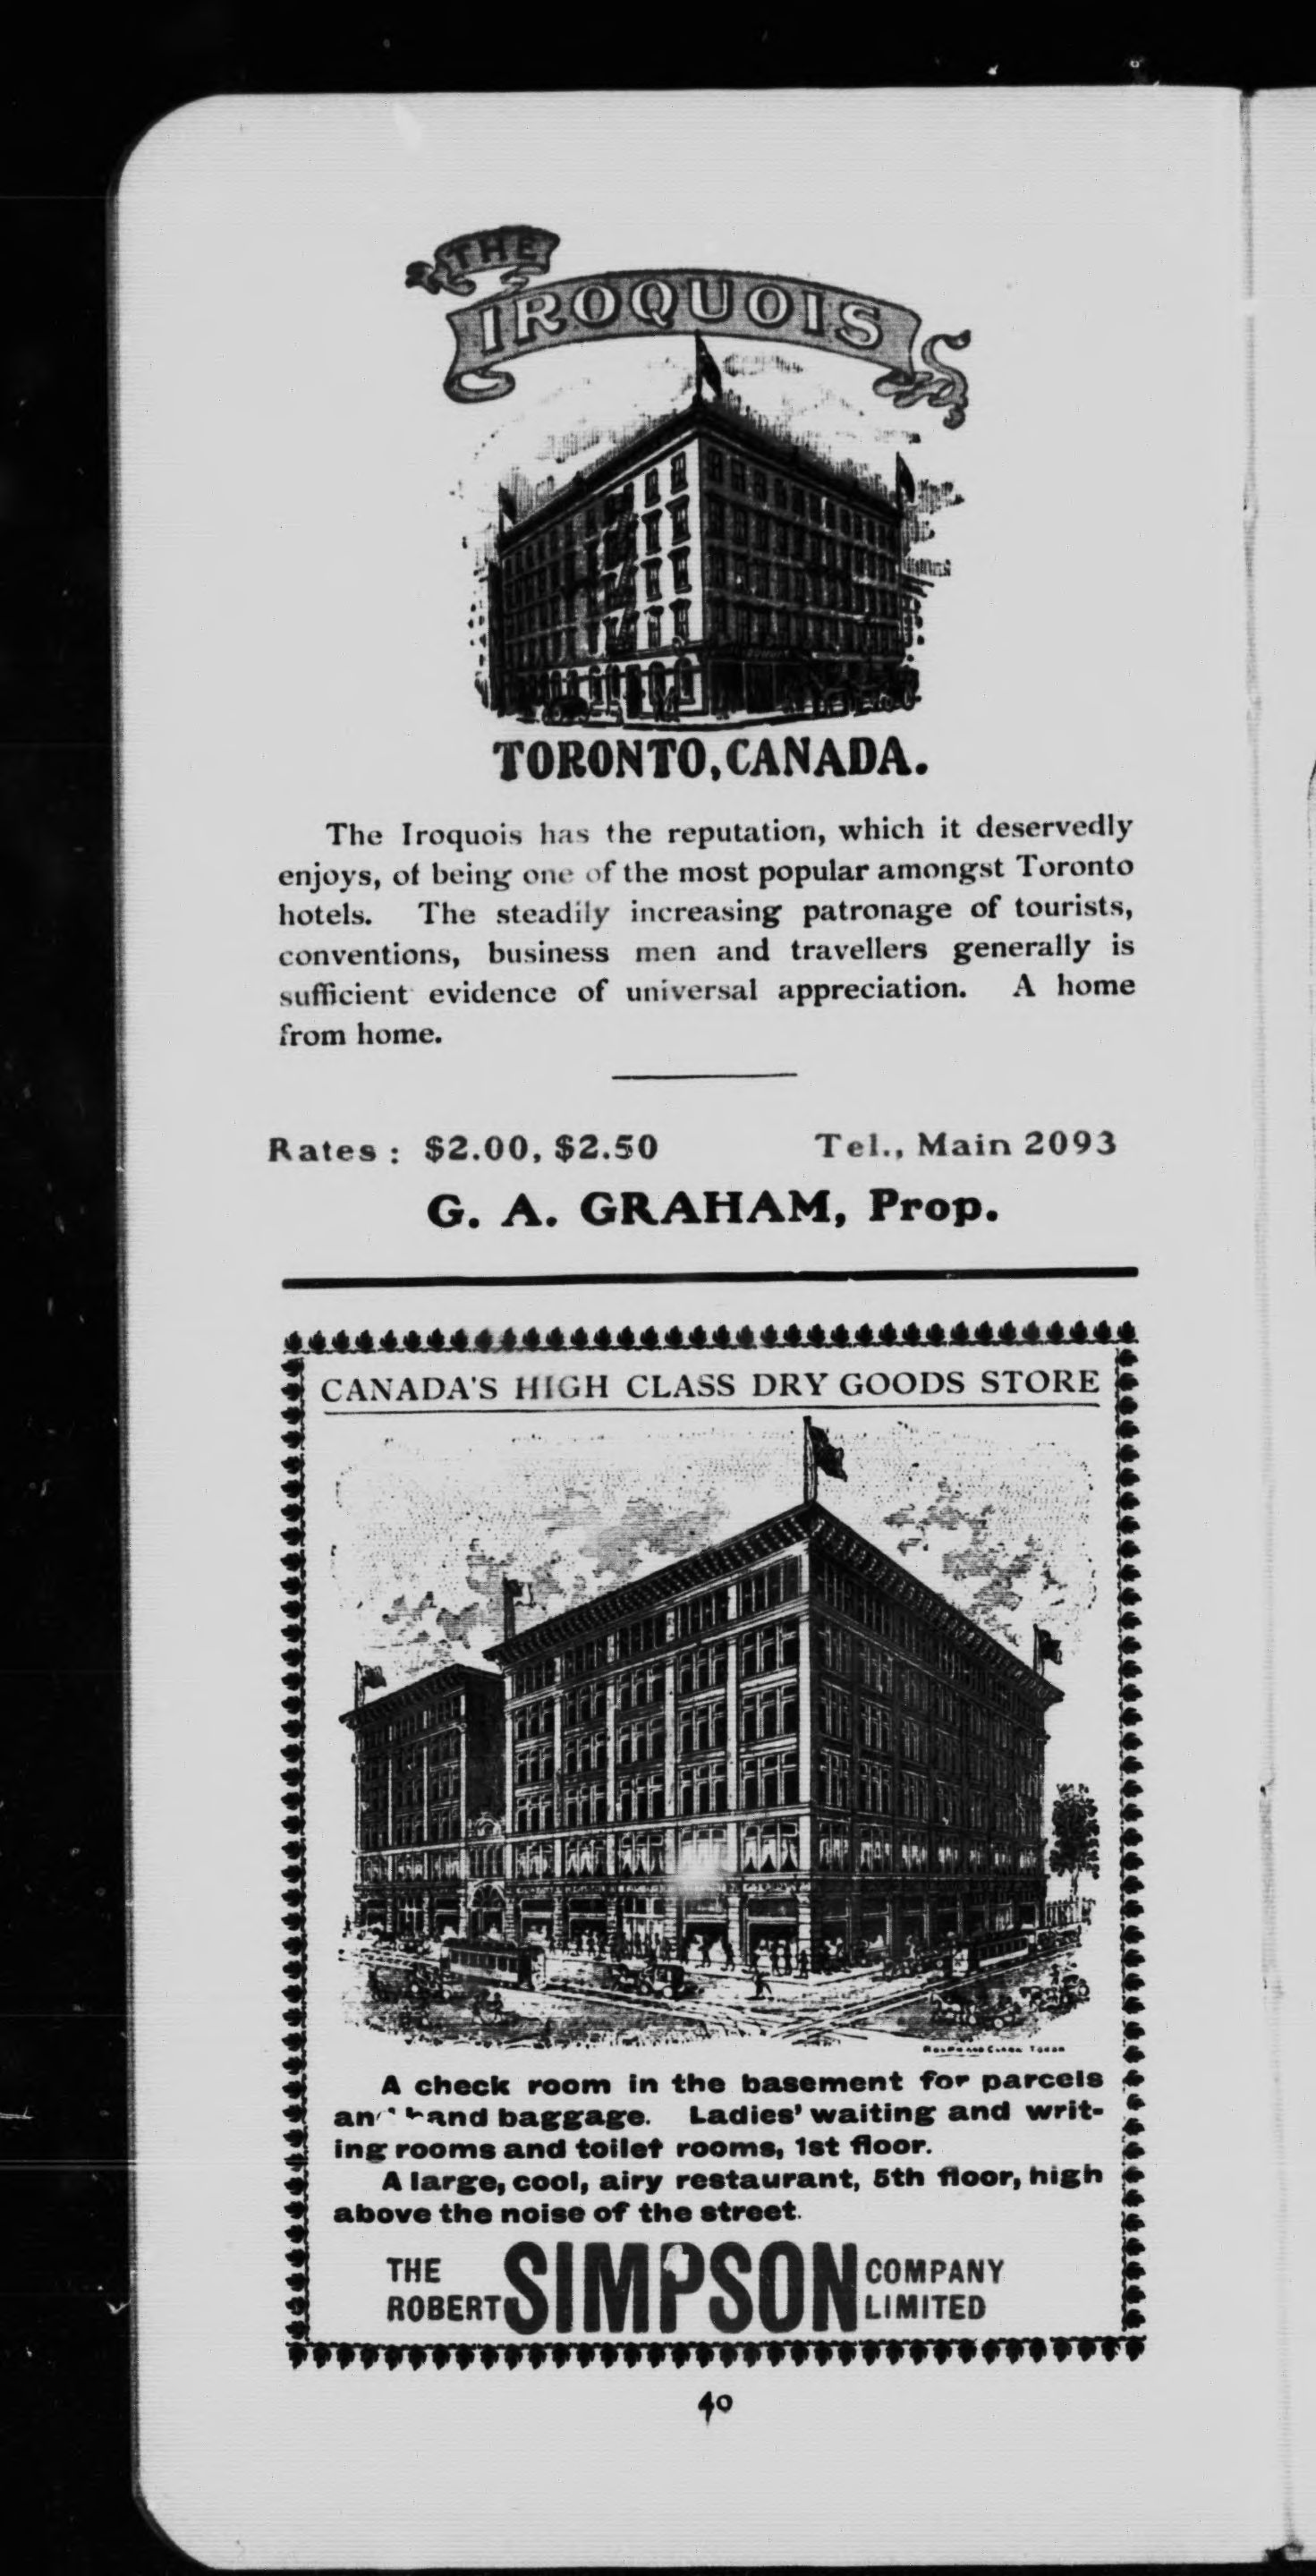 THE
IROQUOIS
TORONTO, CANADA.
The Iroquois has the reputation, which it deservedly
enjoys, of being one of the most popular amongst Toronto
hotels. The steadily increasing patronage of tourists,
conventions, business men and travellers generally is
sufficient evidence of universal appreciation. A home
from home.
Rates: $2.00, $2.50 Tel., Main 2093
G. A. GRAHAM, Prop.
CANADA'S HIGH CLASS DRY GOODS STORE
A check room in the basement for parcels
and hand baggage. Ladies' waiting and writ-
ing rooms and toilet rooms, 1st floor.
A large, cool, airy restaurant, 5th floor, high
above the noise of the street.
THE ROBERT SIMPSON COMPANY LIMITED
40